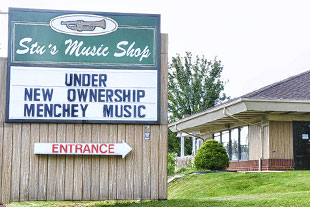 Stu's Music Shop
UNDER
NEW OWNERSHIP
MENCHEY MUSIC
ENTRANCE